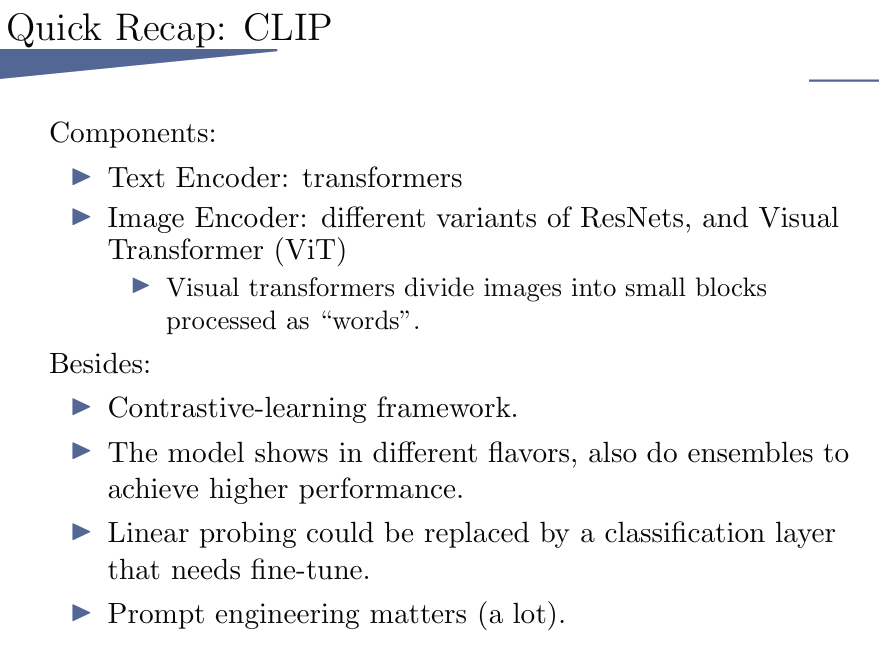 Quick Recap: CLIP
Components:
Text Encoder: transformers
Image Encoder: different variants of ResNets, and Visual
Transformer (ViT)
Visual transformers divide images into small blocks
processed as “words”.
Besides:
Contrastive-learning framework.
The model shows in different flavors, also do ensembles to
achieve higher performance.
Linear probing could be replaced by a classification layer
that needs fine-tune.
Prompt engineering matters (a lot).